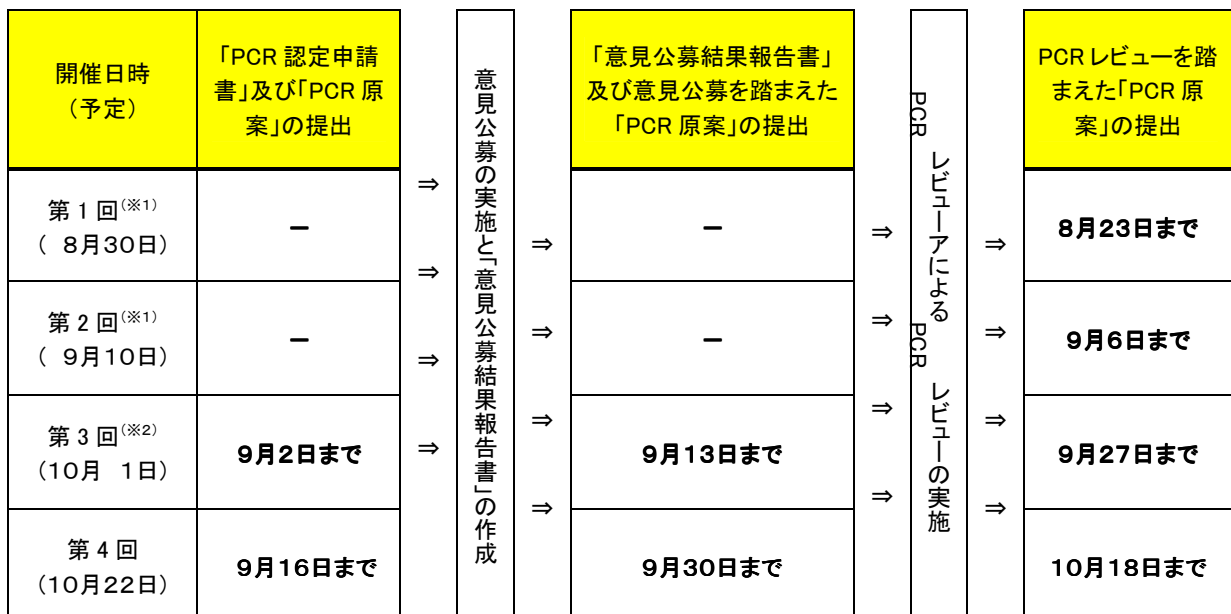 開催日時
（予定）
「PCR 認定申請
書」及び「PCR 原
案」の提出
意見公募の実施と「意見公募結果報告書」の作成
「意見公募結果報告書」
及び意見公募を踏まえた
「PCR 原案」の提出
PCR レビューアによる PCR レビューの実施
PCR レビューを踏
まえた「PCR 原
案」の提出
第 1 回(※1)
（ 8月30日）
－
⇒
⇒
－
⇒
⇒
8月23日まで
第 2 回(※1)
（ 9月10日）
－
⇒
⇒
－
⇒
⇒
9月6日まで
第 3 回(※2)
（10月 1日）
9月2日まで
⇒
⇒
9月13日まで
⇒
⇒
9月27日まで
第 4 回
（10月22日）
9月16日まで
⇒
⇒
9月30日まで
⇒
⇒
10月18日まで